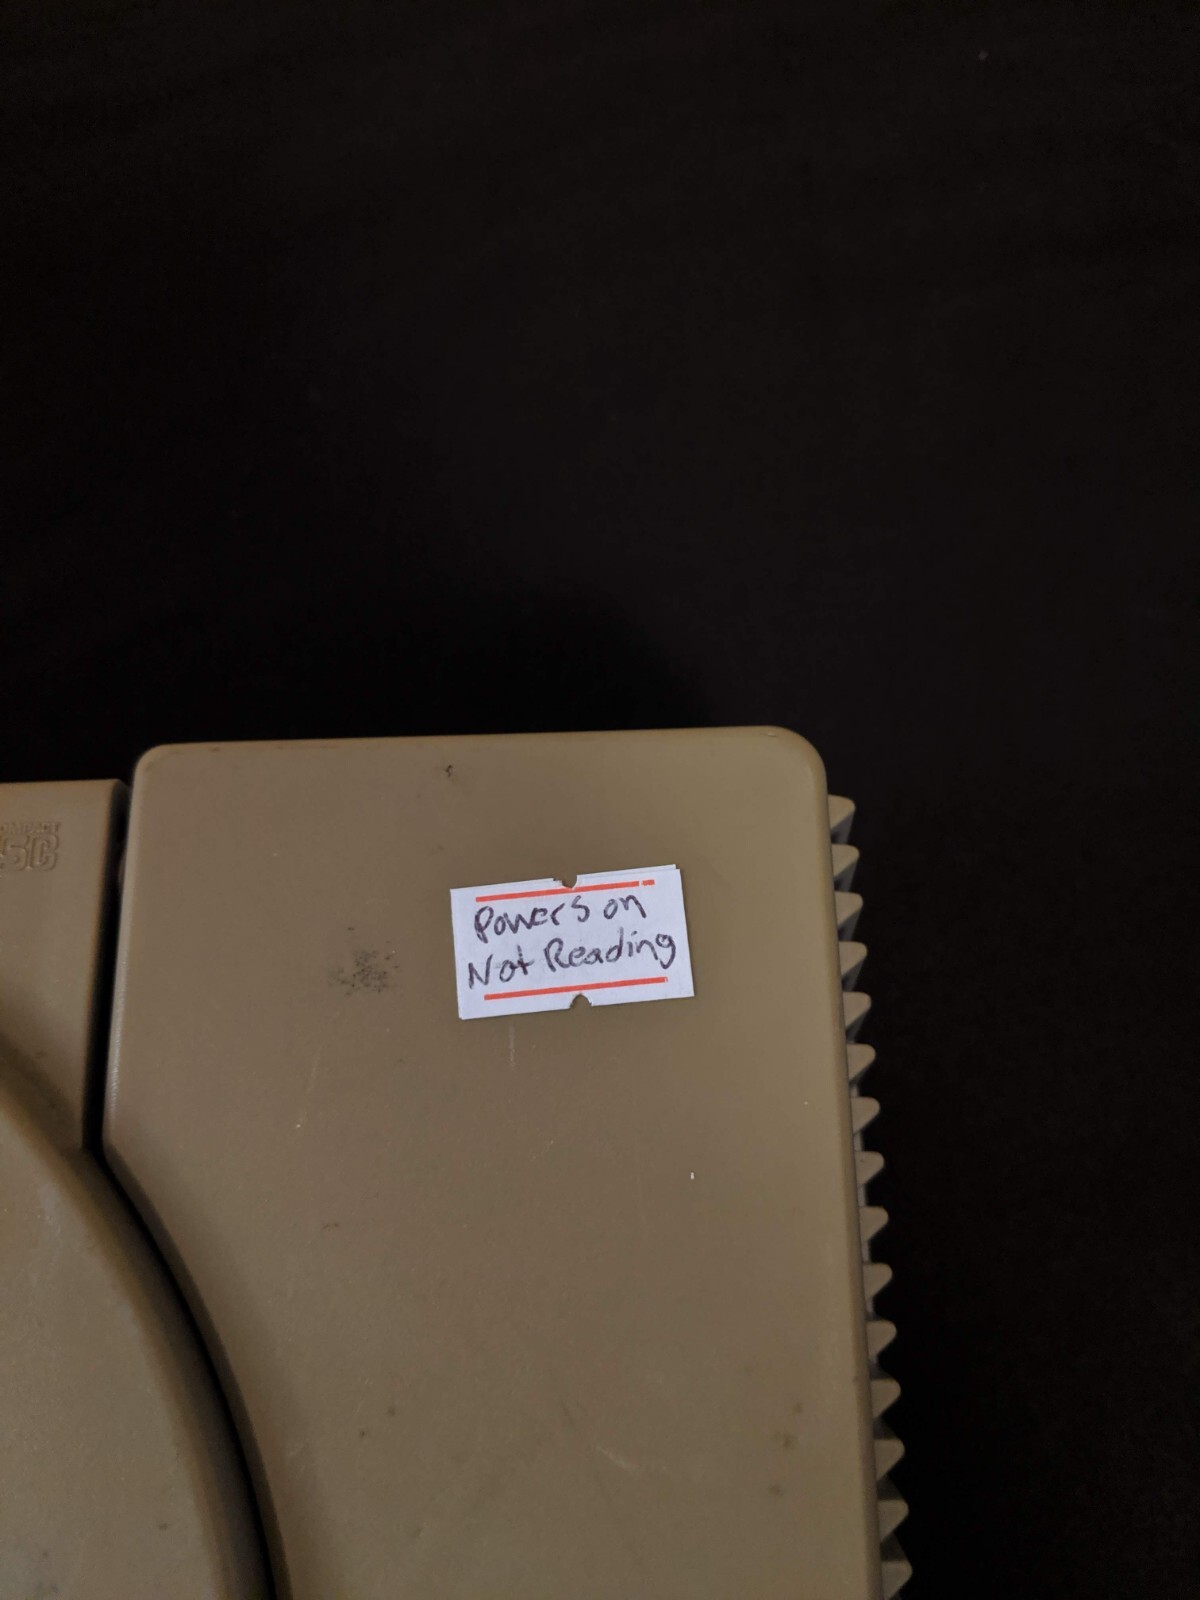 Powers on
Not Reading